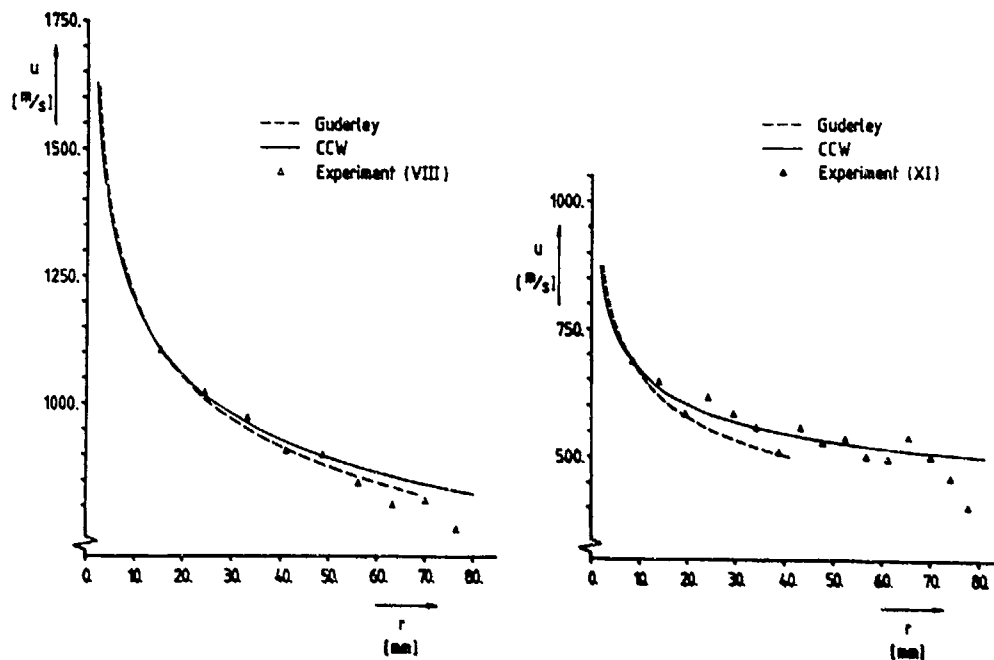 1750.
u
[m/s]
1500.
1250.
1000.
--- Guderley
— CCW
▵ Experiment (VIII)
0. 10. 20. 30. 40. 50. 60. 70. 80.
r
[mm]
1000.
u
[m/s]
750.
500.
--- Guderley
— CCW
▲ Experiment (XI)
0. 10. 20. 30. 40. 50. 60. 70. 80.
r
[mm]